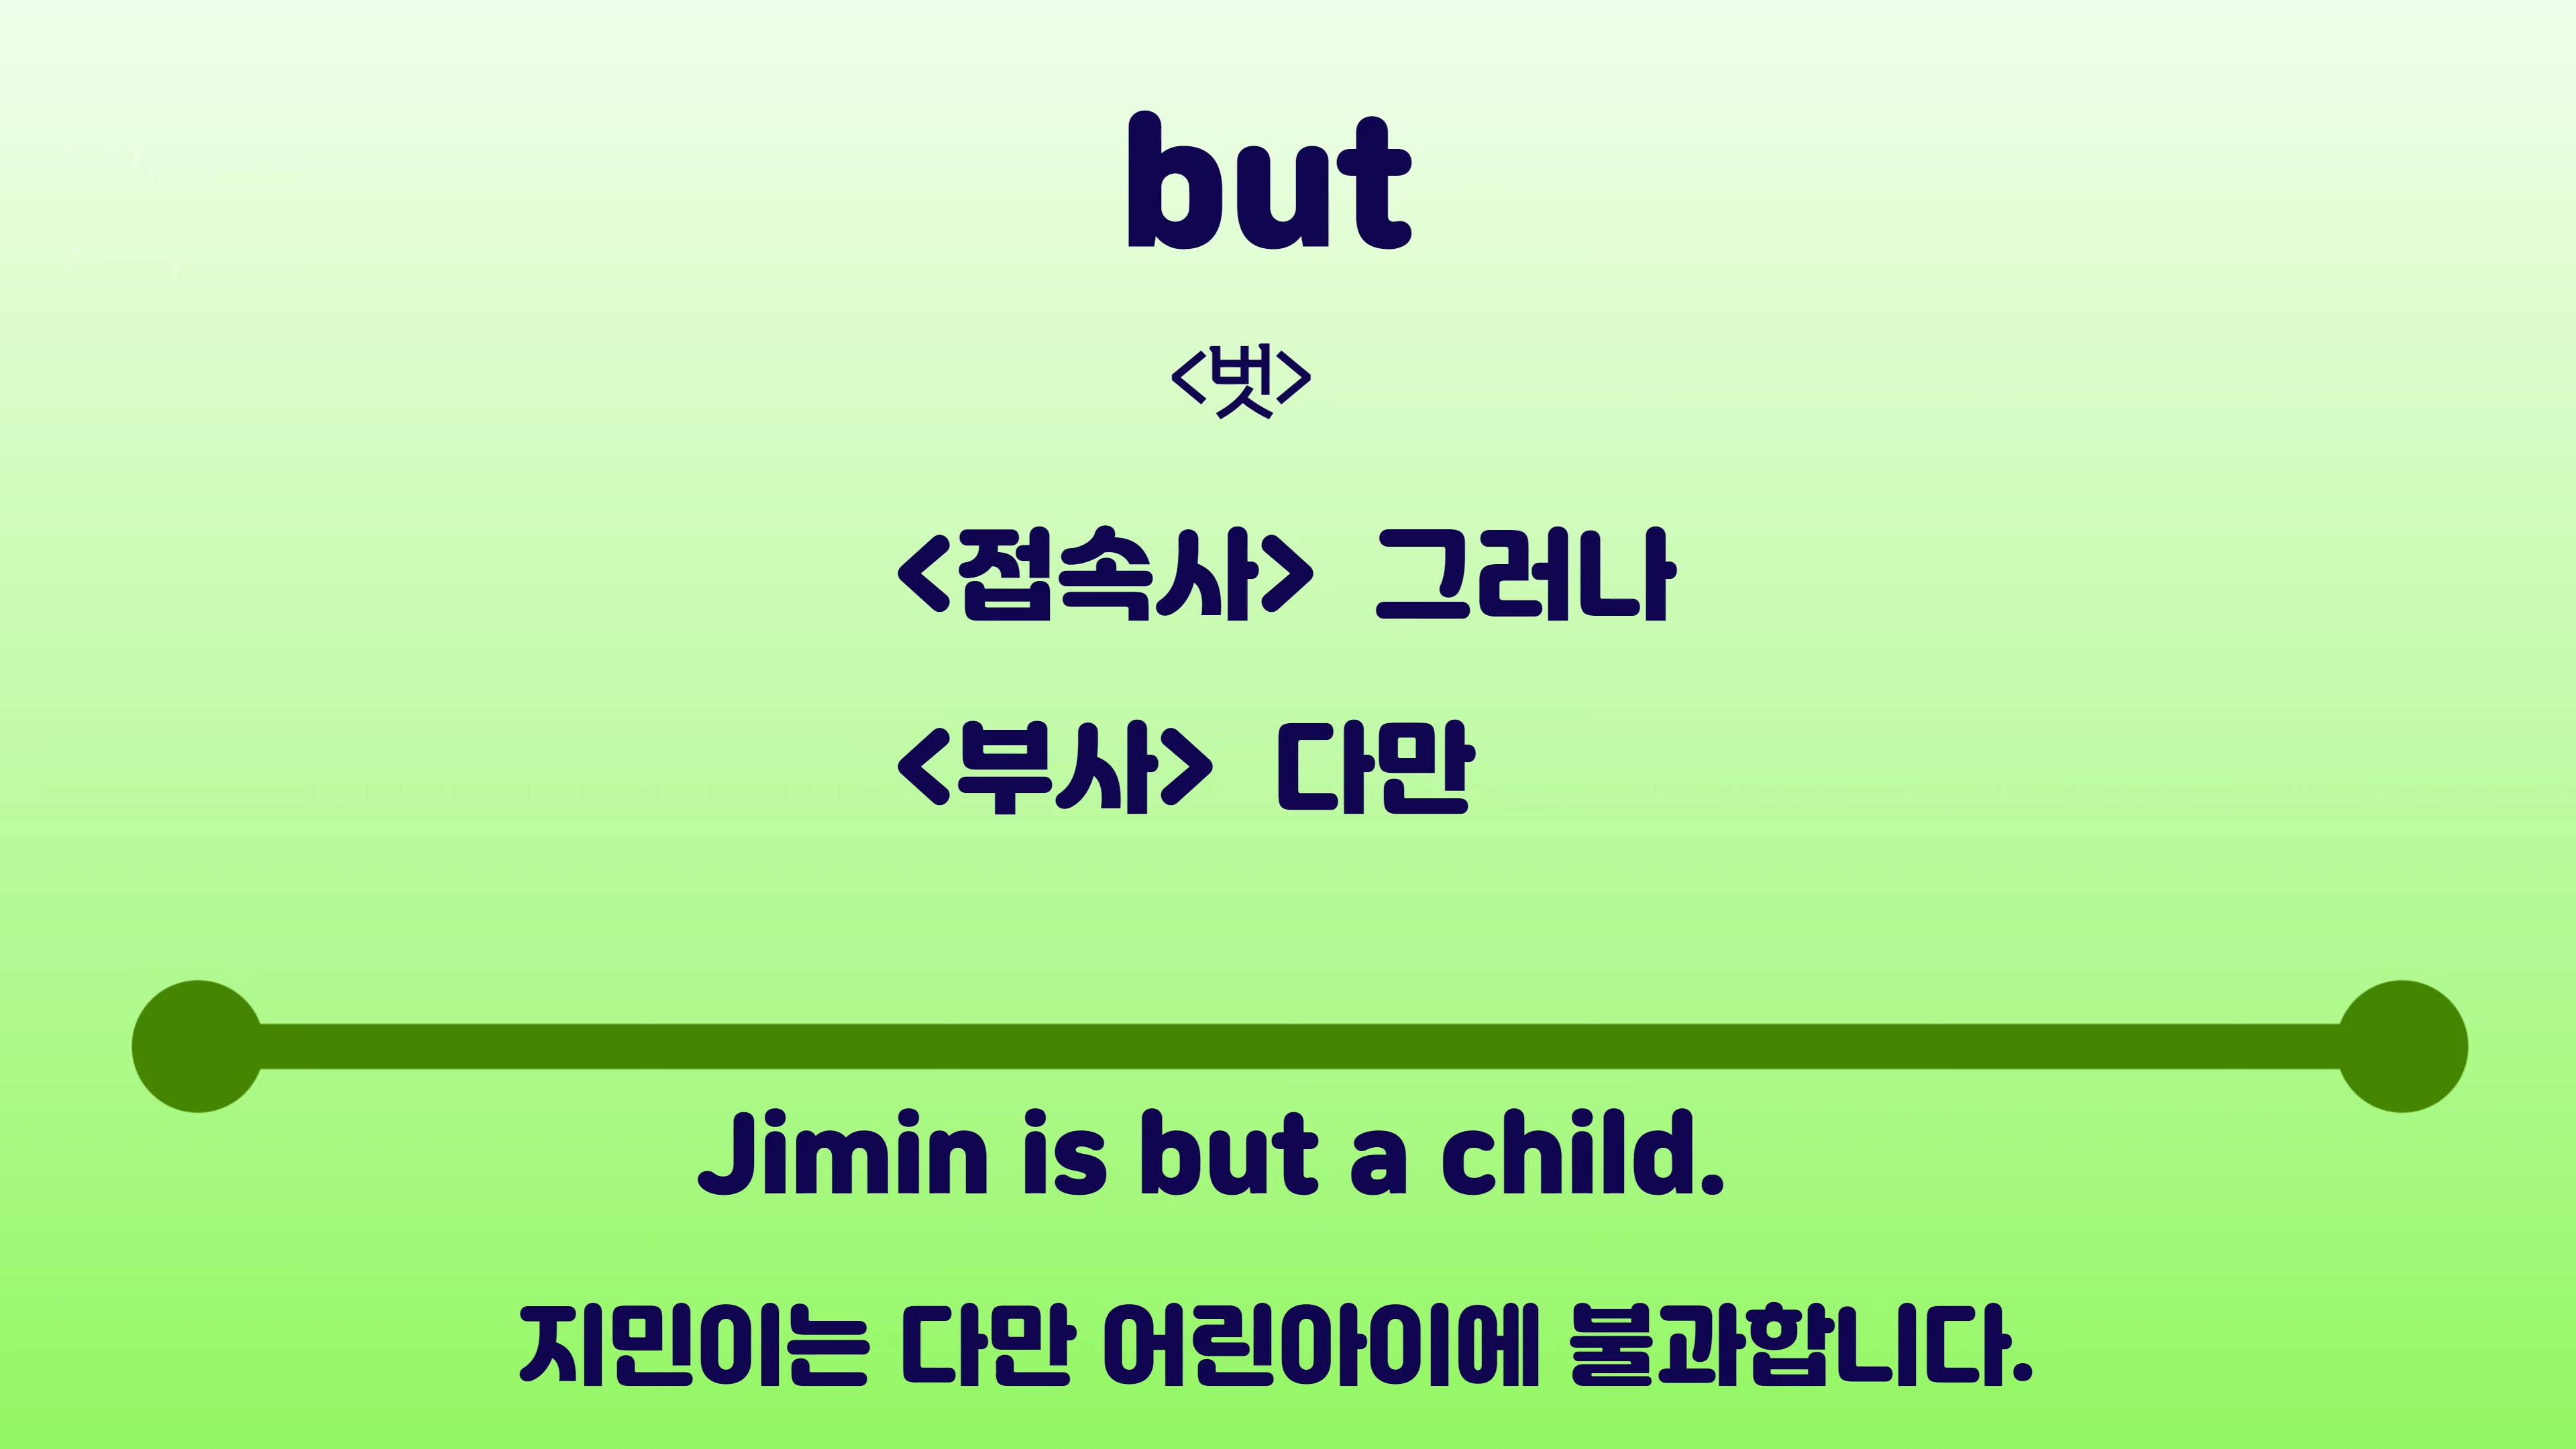 but
<벗>
<접속사> 그러나
<부사> 다만
Jimin is but a child.
지민이는 다만 어린아이에 불과합니다.